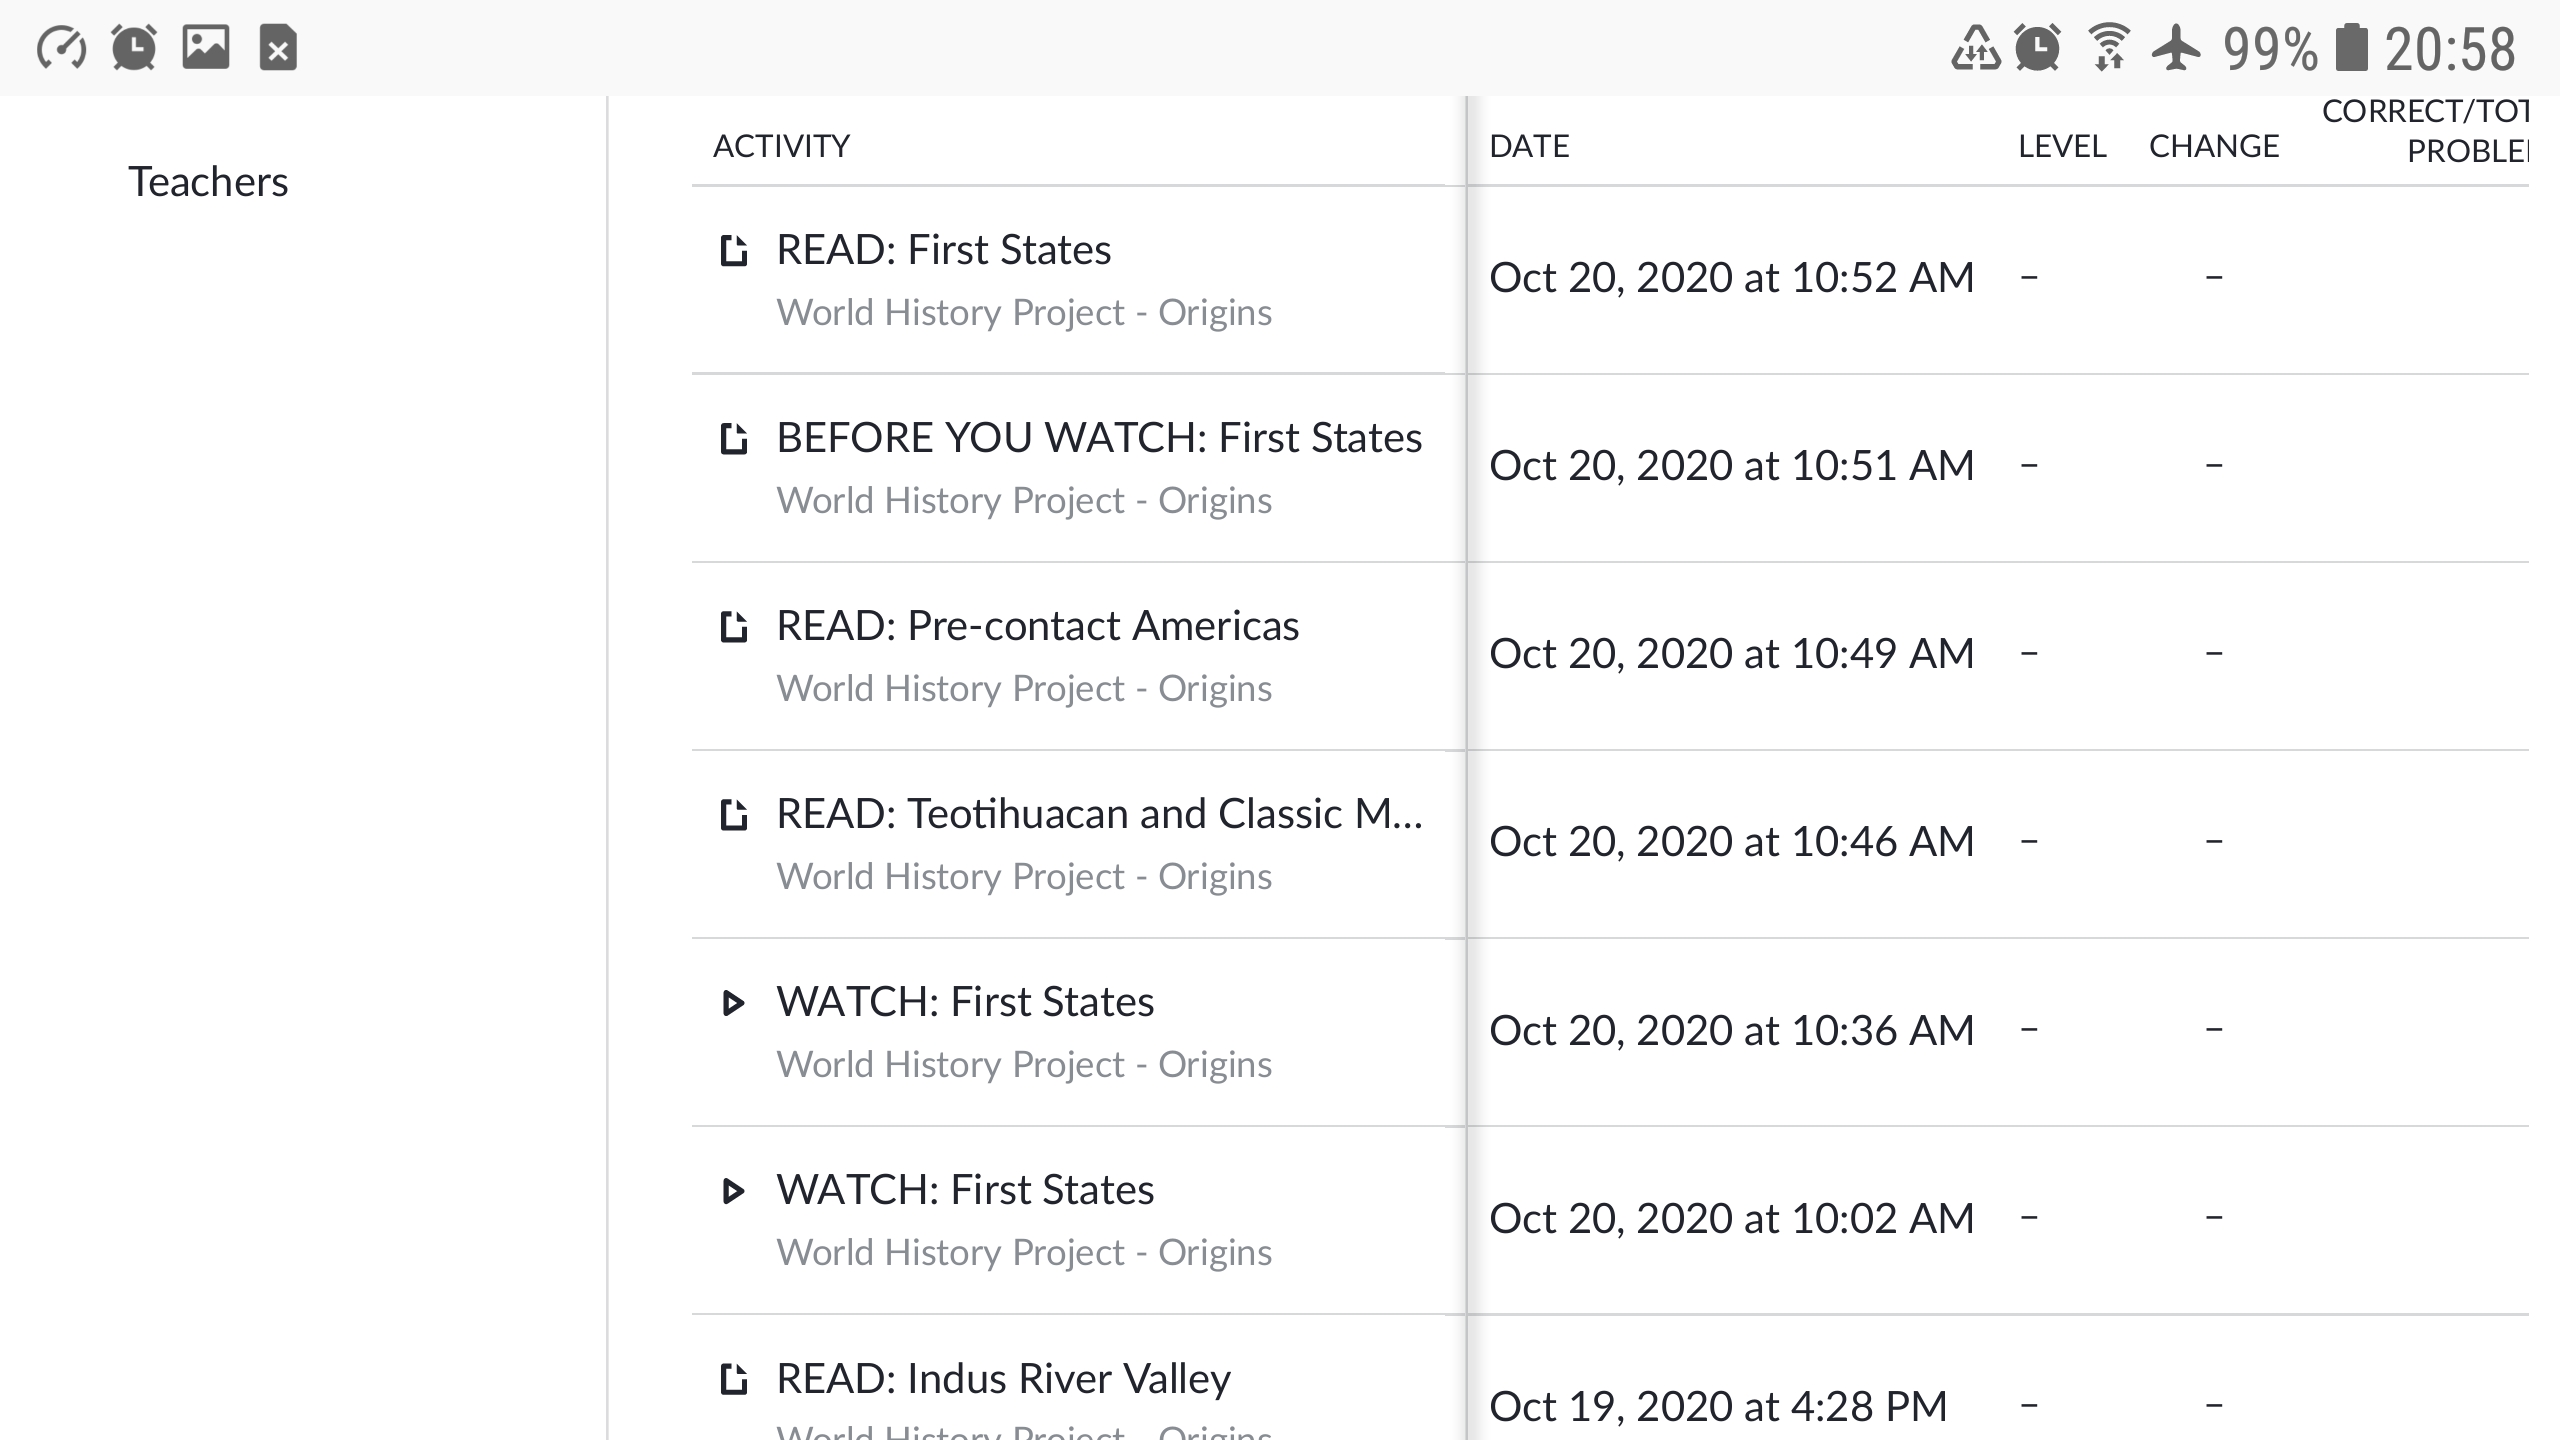 99% 20:58
Teachers
ACTIVITY DATE LEVEL CHANGE CORRECT/TOT
PROBLE
READ: First States
World History Project - Origins
Oct 20, 2020 at 10:52 AM – –
BEFORE YOU WATCH: First States
World History Project - Origins
Oct 20, 2020 at 10:51 AM – –
READ: Pre-contact Americas
World History Project - Origins
Oct 20, 2020 at 10:49 AM – –
READ: Teotihuacan and Classic M...
World History Project - Origins
Oct 20, 2020 at 10:46 AM – –
WATCH: First States
World History Project - Origins
Oct 20, 2020 at 10:36 AM – –
WATCH: First States
World History Project - Origins
Oct 20, 2020 at 10:02 AM – –
READ: Indus River Valley
World History Project - Origins
Oct 19, 2020 at 4:28 PM – –